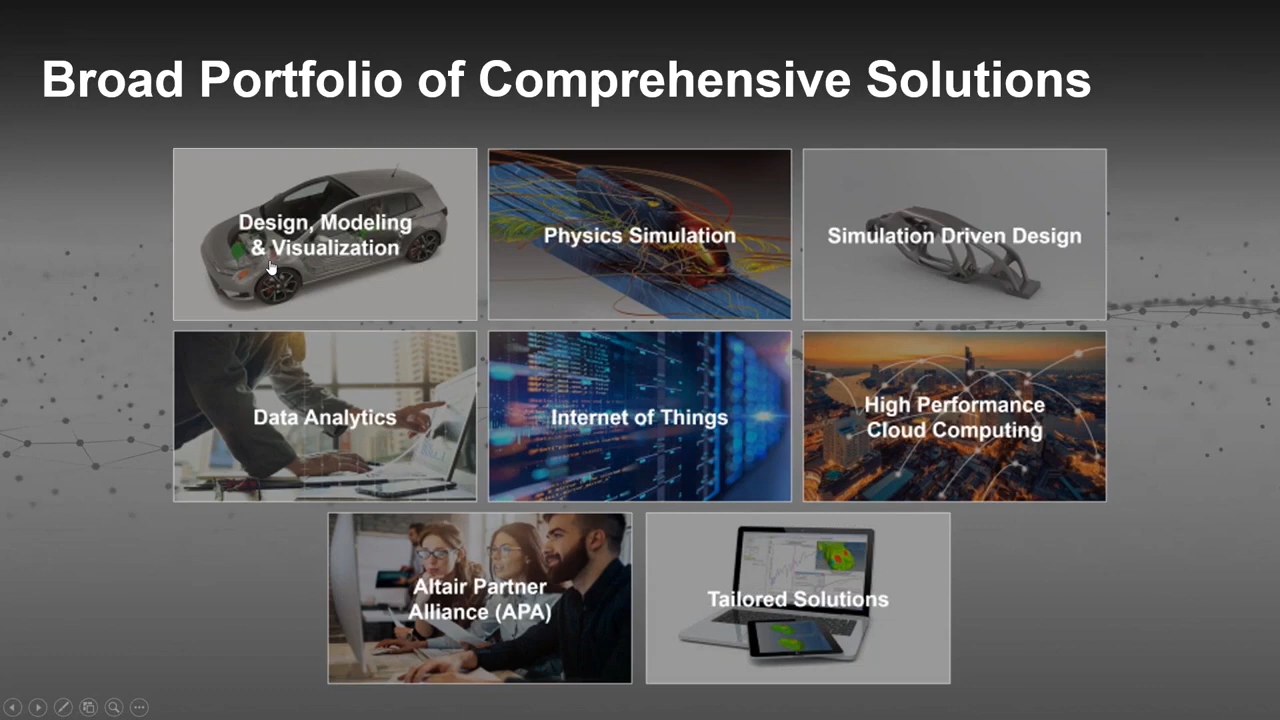 Broad Portfolio of Comprehensive Solutions
Design, Modeling
& Visualization
Physics Simulation
Simulation Driven Design
Data Analytics
Internet of Things
High Performance
Cloud Computing
Altair Partner
Alliance (APA)
Tailored Solutions